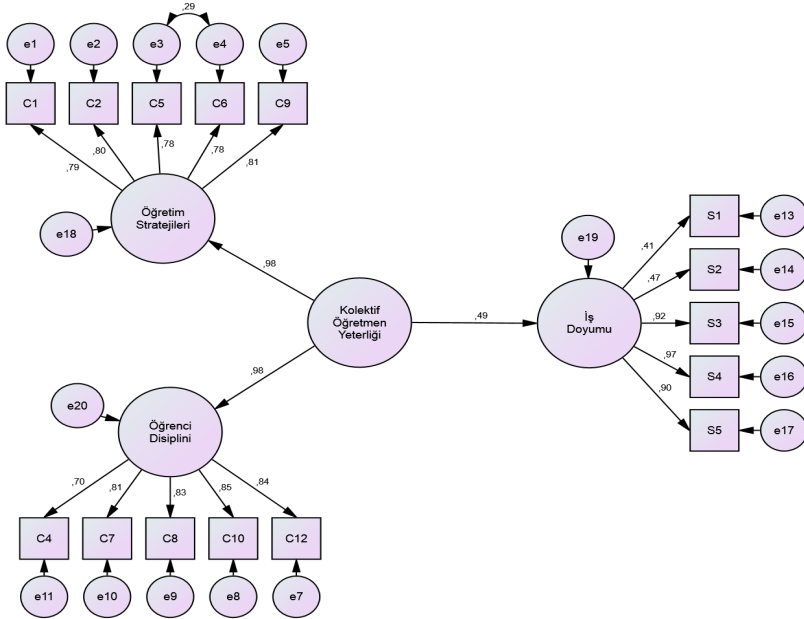 ,29
e1
e2
e3
e4
e5
C1
C2
C5
C6
C9
,79
,80
,78
,78
,81
Öğretim
Stratejileri
e18
,98
Kolektif
Öğretmen
Yeterliği
,49
e19
İş
Doyumu
,41
,47
,92
,97
,90
S1
S2
S3
S4
S5
e13
e14
e15
e16
e17
,98
e20
Öğrenci
Disiplini
,70
,81
,83
,85
,84
C4
C7
C8
C10
C12
e11
e10
e9
e8
e7